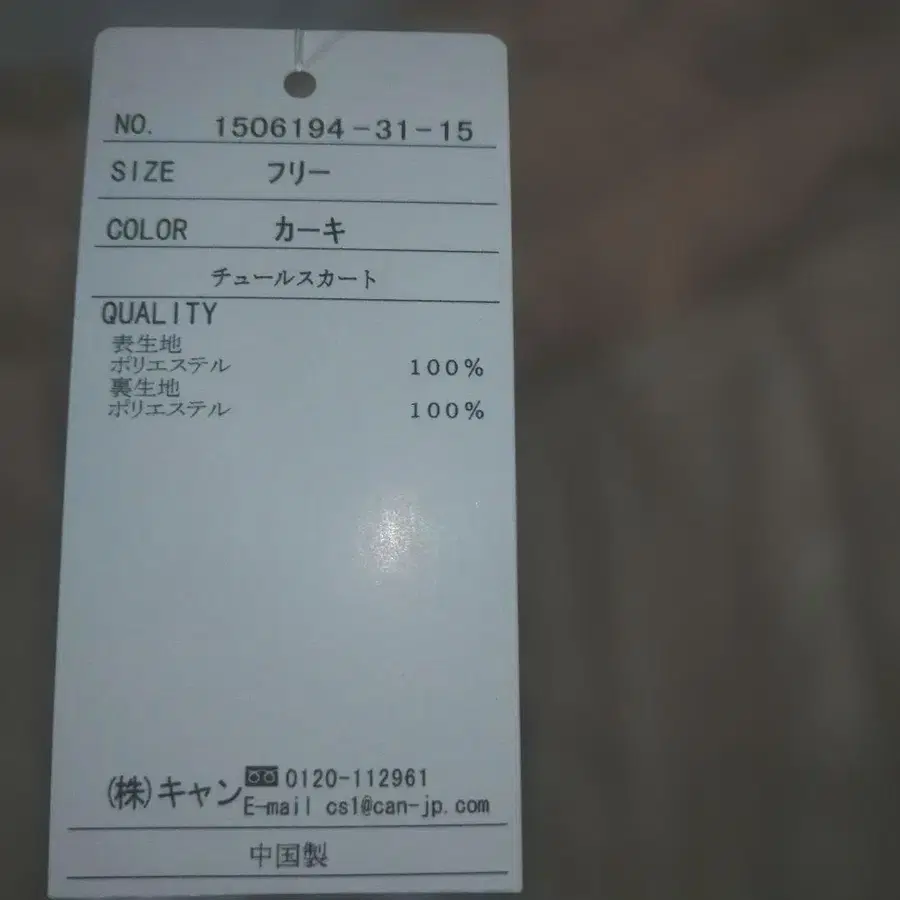 NO. 1506194-31-15
SIZE フリー
COLOR カーキ
チュールスカート
QUALITY
表生地
ポリエステル 100%
裏生地
ポリエステル 100%
(株)キャン 0120-112961
E-mail cs1@can-jp.com
中国製